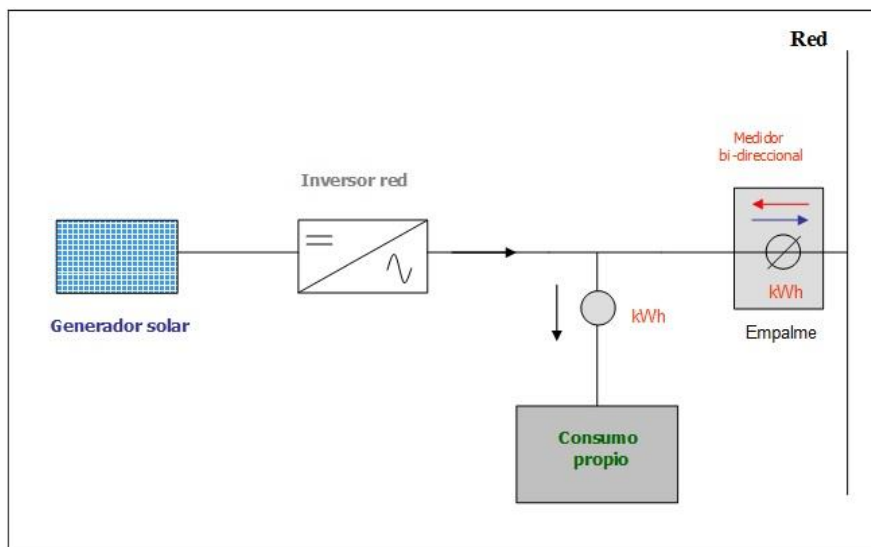 Red
Medidor
bi-direccional
Inversor red
kWh
Generador solar
kWh
Empalme
Consumo
propio